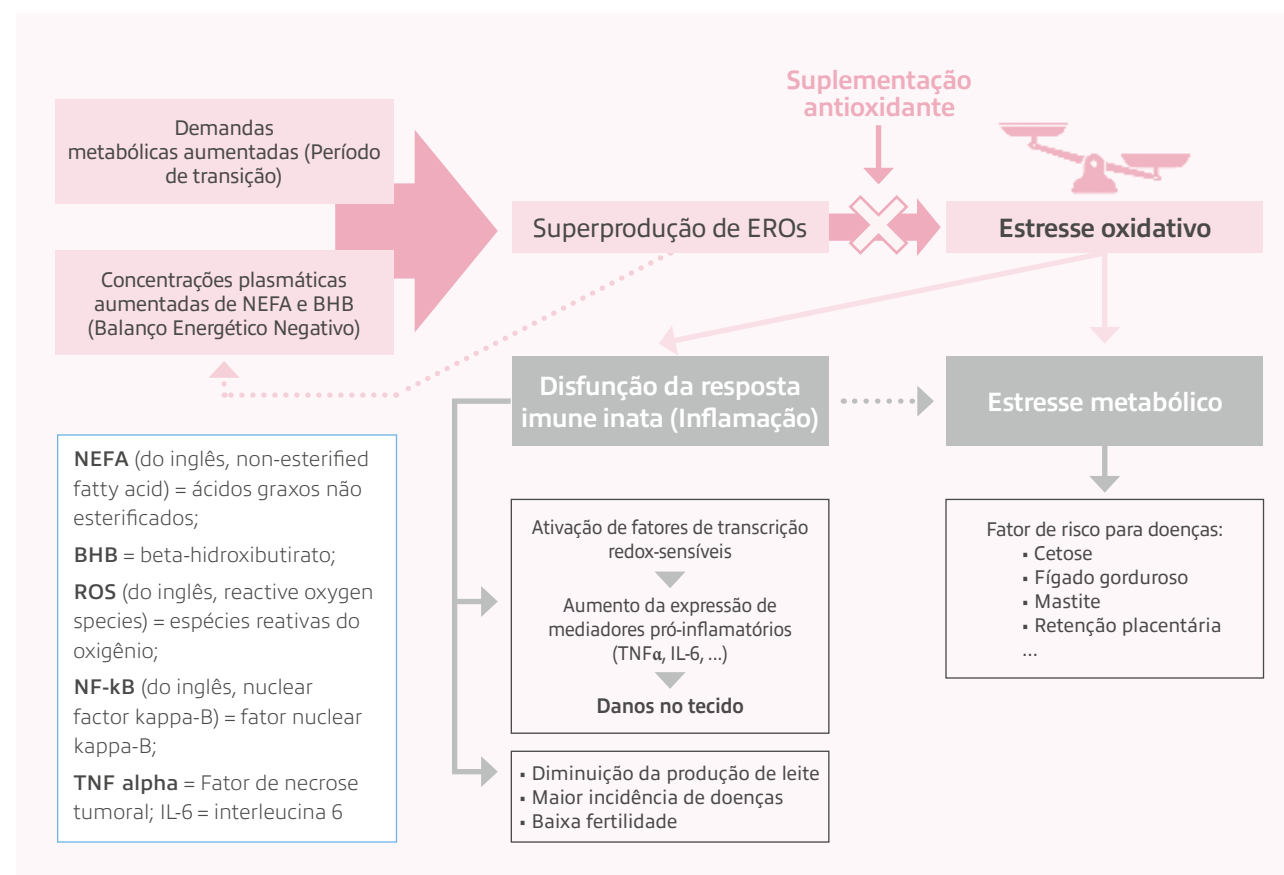 Suplementação
antioxidante
Demandas
metabólicas aumentadas (Período
de transição)
Superprodução de EROs
Estresse oxidativo
Concentrações plasmáticas
aumentadas de NEFA e BHB
(Balanço Energético Negativo)
Disfunção da resposta
imune inata (Inflamação)
Estresse metabólico
NEFA (do inglês, non-esterified
fatty acid) = ácidos graxos não
esterificados;
BHB = beta-hidroxibutirato;
ROS (do inglês, reactive oxygen
species) = espécies reativas do
oxigênio;
NF-kB (do inglês, nuclear
factor kappa-B) = fator nuclear
kappa-B;
TNF alpha = Fator de necrose
tumoral; IL-6 = interleucina 6
Ativação de fatores de transcrição
redox-sensíveis
Aumento da expressão de
mediadores pró-inflamatórios
(TNFα, IL-6, ...)
Danos no tecido
▪ Diminuição da produção de leite
▪ Maior incidência de doenças
▪ Baixa fertilidade
Fator de risco para doenças:
▪ Cetose
▪ Fígado gorduroso
▪ Mastite
▪ Retenção placentária
...